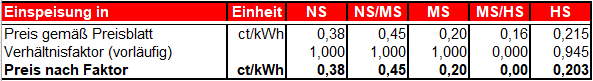 Einspeisung in Einheit NS NS/MS MS MS/HS HS
Preis gemäß Preisblatt ct/kWh 0,38 0,45 0,20 0,16 0,215
Verhältnisfaktor (vorläufig) 1,000 1,000 1,000 0,000 0,945
Preis nach Faktor ct/kWh 0,38 0,45 0,20 0,00 0,203